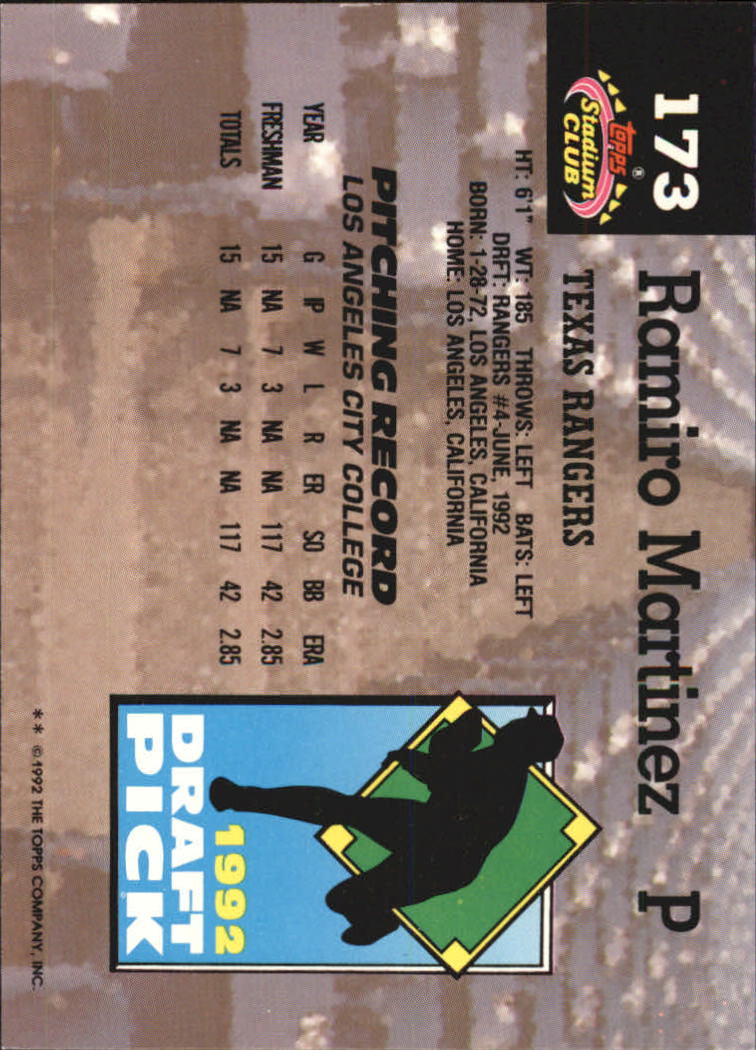 173
Topps®
Stadium
CLUB
Ramiro Martinez P
TEXAS RANGERS
HT: 6'1" WT: 185 THROWS: LEFT BATS: LEFT
DRFT: RANGERS #4-JUNE, 1992
BORN: 1-28-72, LOS ANGELES, CALIFORNIA
HOME: LOS ANGELES, CALIFORNIA
PITCHING RECORD
LOS ANGELES CITY COLLEGE
YEAR G IP W L R ER SO BB ERA
FRESHMAN 15 NA 7 3 NA NA 117 42 2.85
TOTALS 15 NA 7 3 NA NA 117 42 2.85
1992
DRAFT
PICK
** ©1992 THE TOPPS COMPANY, INC.